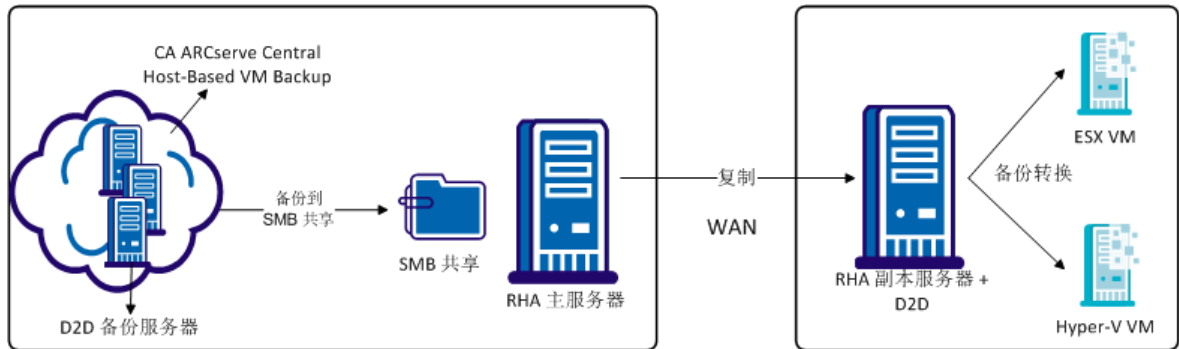 CA ARCserve Central
Host-Based VM Backup
备份到
SMB 共享
SMB 共享
D2D 备份服务器
RHA 主服务器
复制
WAN
RHA 副本服务器 +
D2D
备份转换
ESX VM
Hyper-V VM